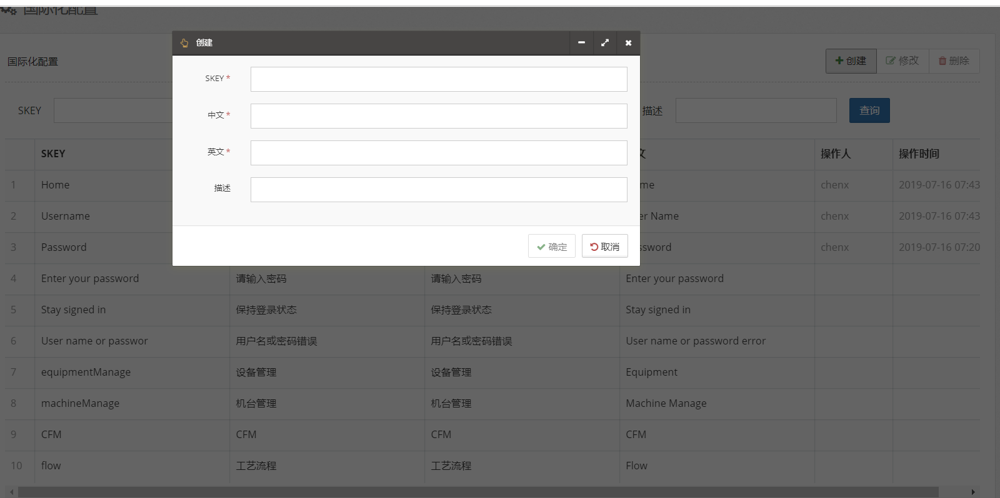 国际化配置
创建
国际化配置
创建 修改 删除
SKEY *
中文 *
英文 *
描述
确定 取消
SKEY 描述 查询
SKEY 文 操作人 操作时间
1 Home me chenx 2019-07-16 07:43
2 Username er Name chenx 2019-07-16 07:43
3 Password ssword chenx 2019-07-16 07:20
4 Enter your password 请输入密码 请输入密码 Enter your password
5 Stay signed in 保持登录状态 保持登录状态 Stay signed in
6 User name or passwor 用户名或密码错误 用户名或密码错误 User name or password error
7 equipmentManage 设备管理 设备管理 Equipment
8 machineManage 机台管理 机台管理 Machine Manage
9 CFM CFM CFM CFM
10 flow 工艺流程 工艺流程 Flow